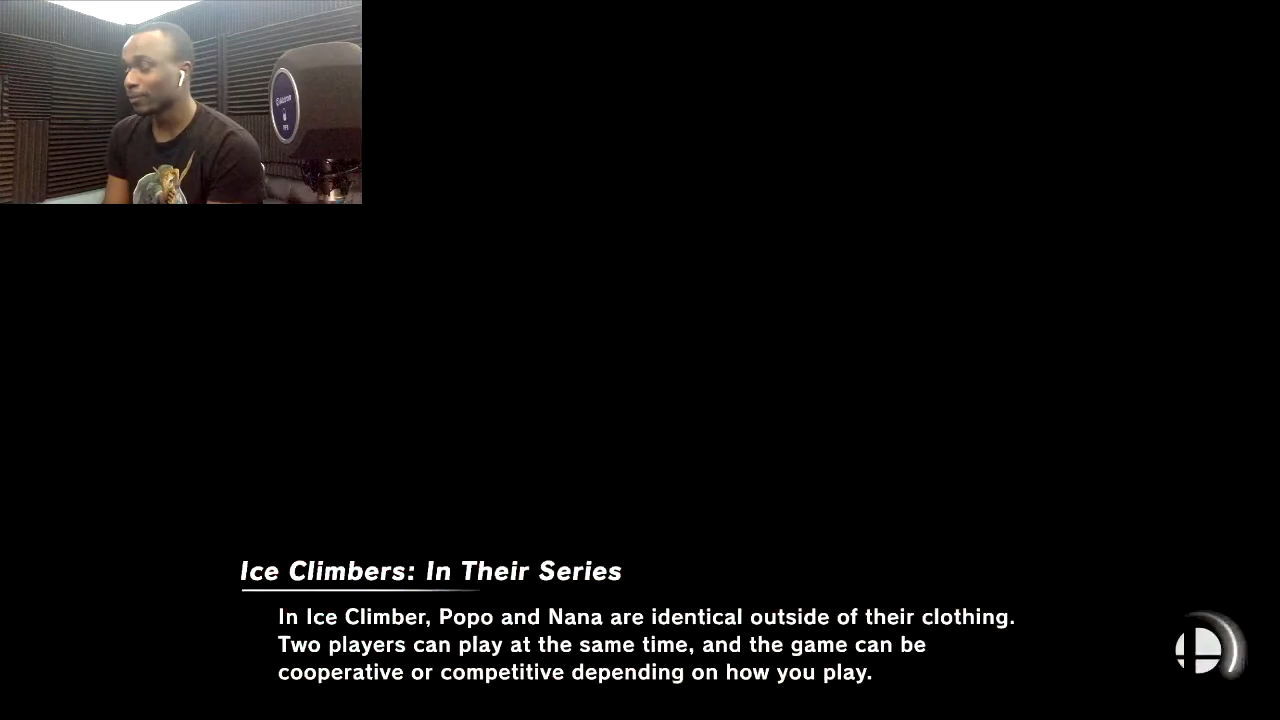 Ice Climbers: In Their Series
In Ice Climber, Popo and Nana are identical outside of their clothing.
Two players can play at the same time, and the game can be
cooperative or competitive depending on how you play.